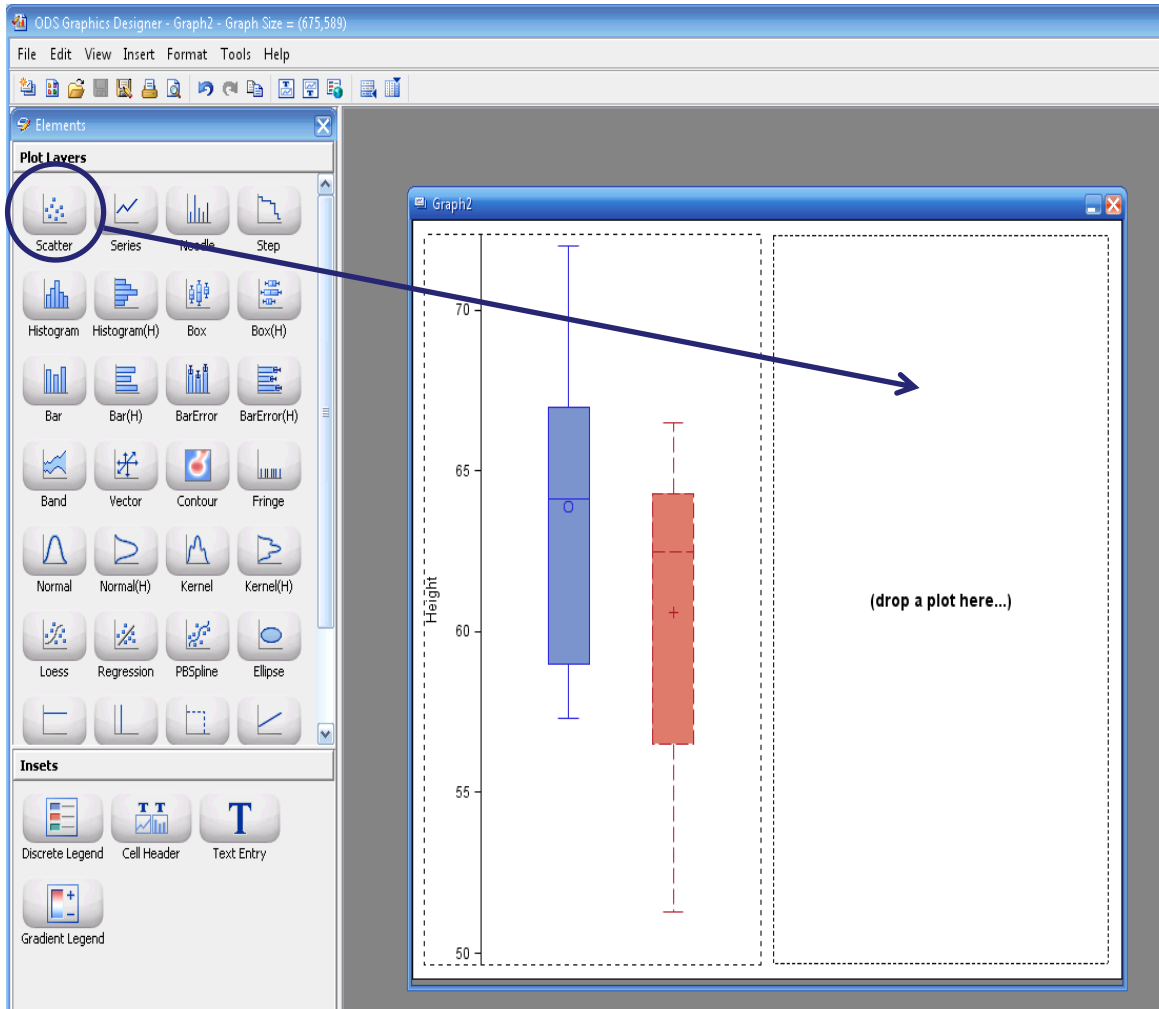 ODS Graphics Designer - Graph2 - Graph Size = (675,589)
File Edit View Insert Format Tools Help
Elements
Plot Layers
Scatter Series Needle Step
Histogram Histogram(H) Box Box(H)
Bar Bar(H) BarError BarError(H)
Band Vector Contour Fringe
Normal Normal(H) Kernel Kernel(H)
Loess Regression PBSpline Ellipse
Insets
Discrete Legend Cell Header Text Entry
Gradient Legend
Graph2
70
65
60
55
50
Height
(drop a plot here...)